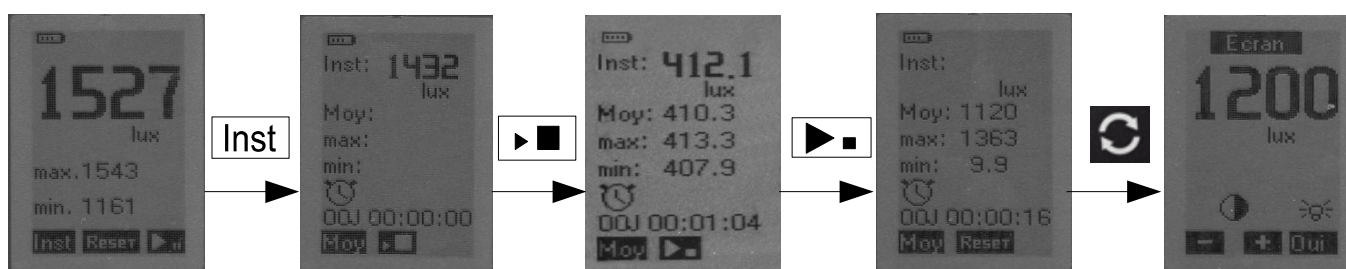 1527
lux
max.1543
min. 1161
Inst Reset
Inst
Inst: 1432
lux
Moy:
max:
min:
00J 00:00:00
Moy
Inst: 412.1
lux
Moy: 410.3
max: 413.3
min: 407.9
00J 00:01:04
Moy
Inst:
lux
Moy: 1120
max: 1363
min: 9.9
00J 00:00:16
Moy Reset
Ecran
1200
lux
- + Oui